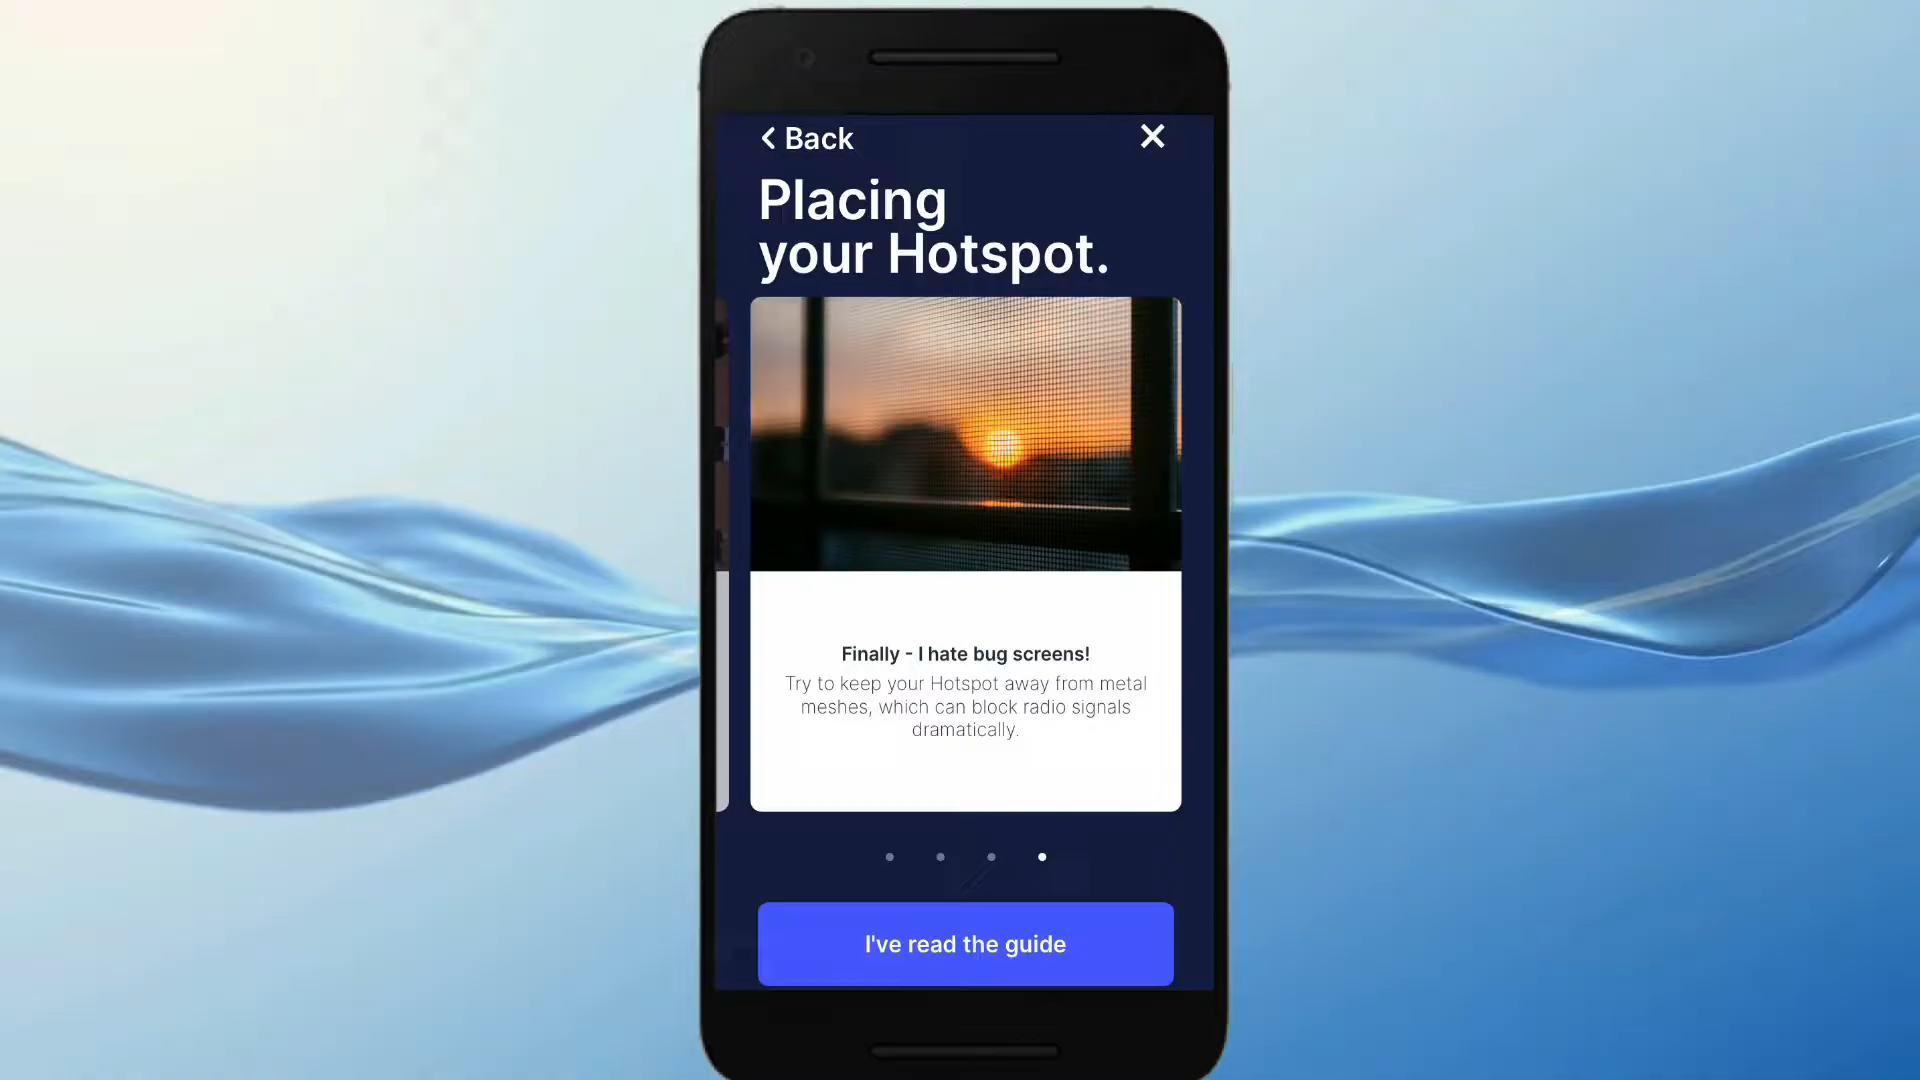 Back
Placing
your Hotspot.
Finally - I hate bug screens!
Try to keep your Hotspot away from metal
meshes, which can block radio signals
dramatically.
I've read the guide